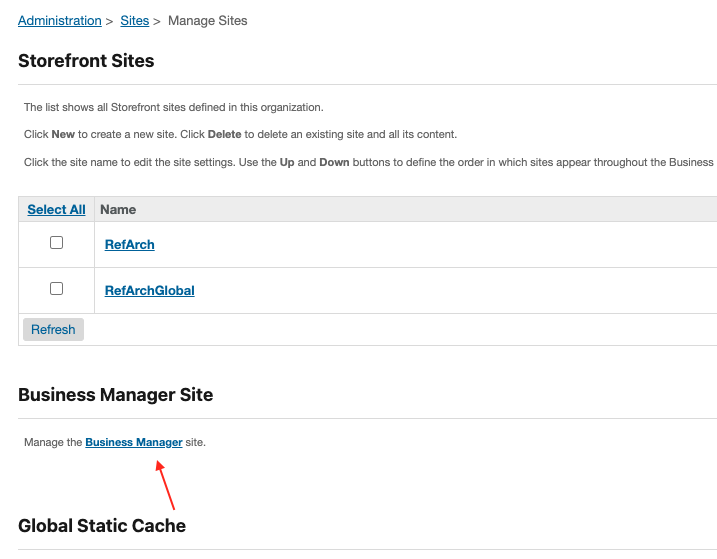 Administration > Sites > Manage Sites
Storefront Sites
The list shows all Storefront sites defined in this organization.
Click New to create a new site. Click Delete to delete an existing site and all its content.
Click the site name to edit the site settings. Use the Up and Down buttons to define the order in which sites appear throughout the Business
Select All Name
RefArch
RefArchGlobal
Refresh
Business Manager Site
Manage the Business Manager site.
Global Static Cache